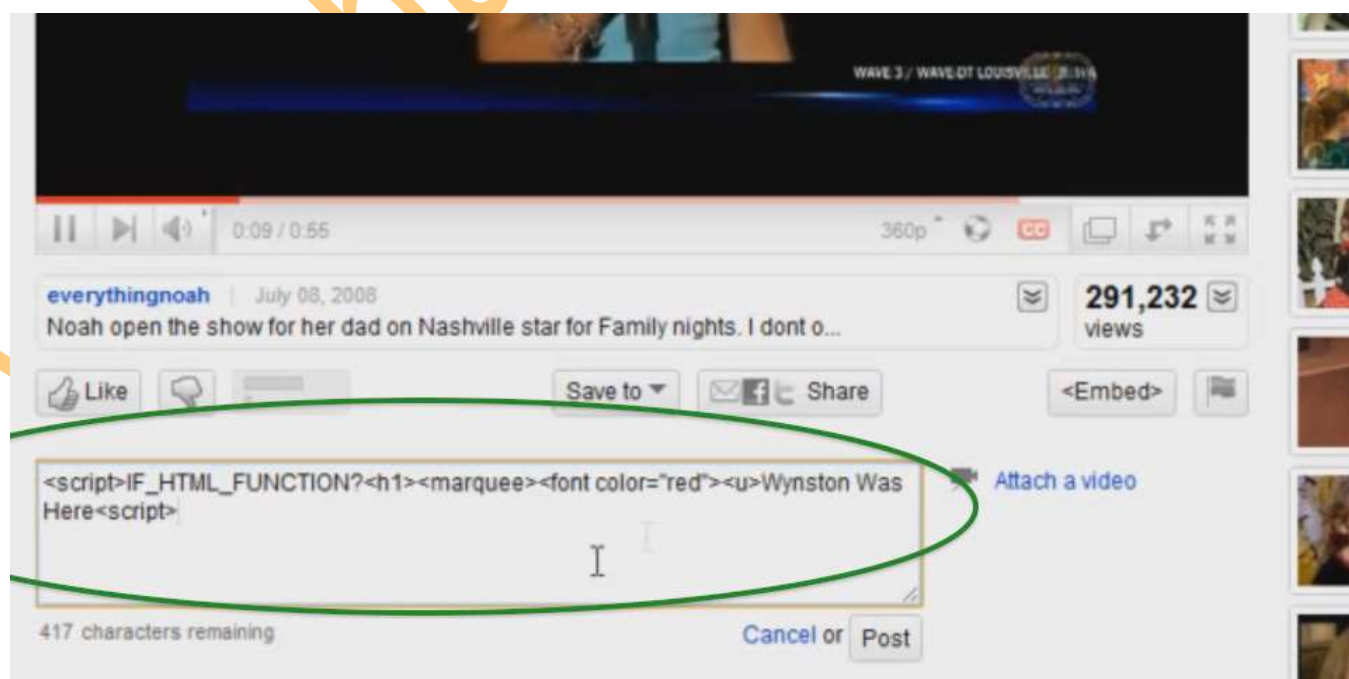 WAVE 3 / WAVE-DT LOUISVILLE
0:09 / 0:55
360p
CC
everythingnoah | July 08, 2008
Noah open the show for her dad on Nashville star for Family nights. I dont o...
291,232
views
Like
Save to
Share
<Embed>
<script>IF_HTML_FUNCTION?<h1><marquee><font color="red"><u>Wynston Was
Here<script>
Attach a video
417 characters remaining
Cancel or Post